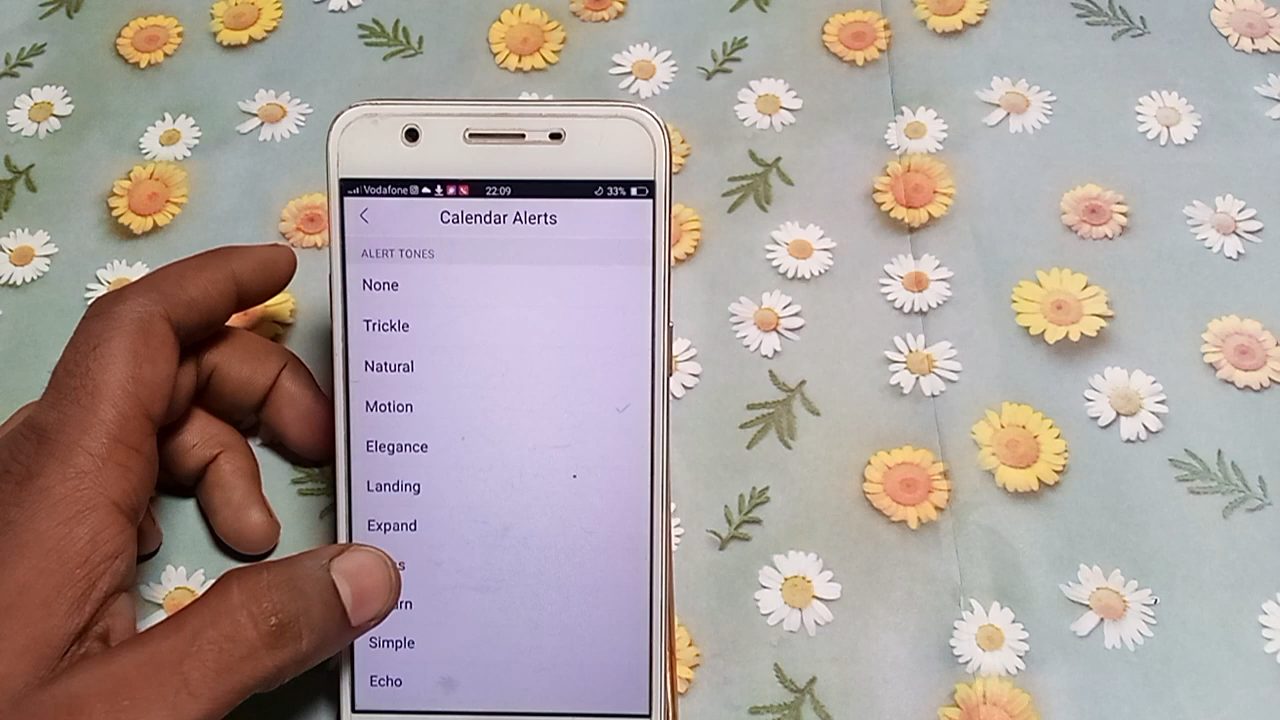 Vodafone 22:09 33%
Calendar Alerts
ALERT TONES
None
Trickle
Natural
Motion
Elegance
Landing
Expand
Simple
Echo